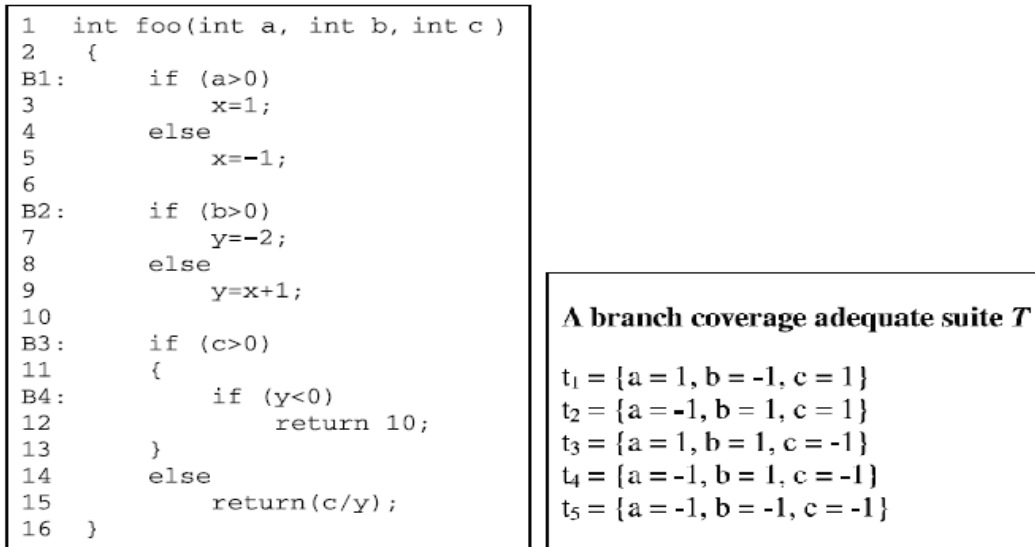 1 int foo(int a, int b, int c )
2 {
B1: if (a>0)
3 x=1;
4 else
5 x=-1;
6
B2: if (b>0)
7 y=-2;
8 else
9 y=x+1;
10
B3: if (c>0)
11 {
B4: if (y<0)
12 return 10;
13 }
14 else
15 return(c/y);
16 }
A branch coverage adequate suite T
t1 = {a = 1, b = -1, c = 1}
t2 = {a = -1, b = 1, c = 1}
t3 = {a = 1, b = 1, c = -1}
t4 = {a = -1, b = 1, c = -1}
t5 = {a = -1, b = -1, c = -1}